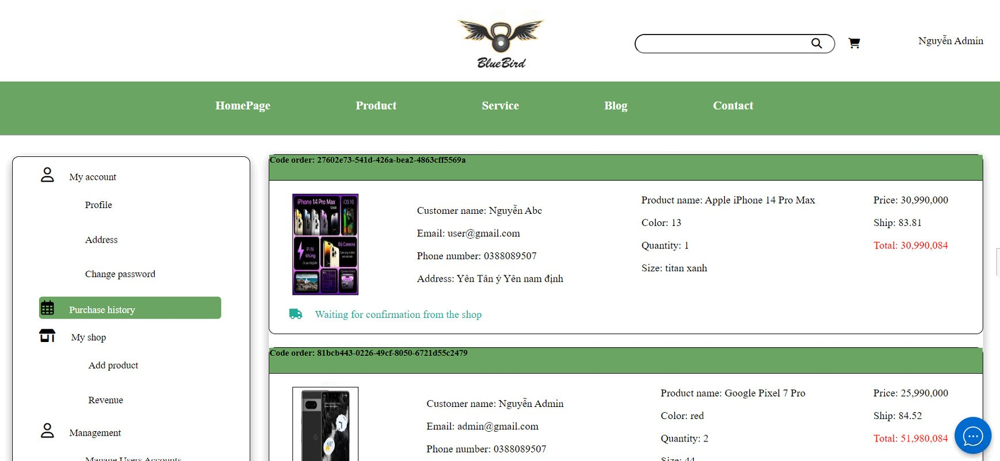 BlueBird
Nguyễn Admin
HomePage
Product
Service
Blog
Contact
My account
Profile
Address
Change password
Purchase history
My shop
Add product
Revenue
Management
Manage Users Accounts
Code order: 27602e73-541d-426a-bea2-4863cff5569a
iPhone 14 Pro Max
iOS 16
PIN
khủng
Bộ Camera
Customer name: Nguyễn Abc
Email: user@gmail.com
Phone number: 0388089507
Address: Yên Tân ý Yên nam định
Product name: Apple iPhone 14 Pro Max
Color: 13
Quantity: 1
Size: titan xanh
Price: 30,990,000
Ship: 83.81
Total: 30,990,084
Waiting for confirmation from the shop
Code order: 81bcb443-0226-49cf-8050-6721d55c2479
Customer name: Nguyễn Admin
Email: admin@gmail.com
Phone number: 0388089507
Product name: Google Pixel 7 Pro
Color: red
Quantity: 2
Size: 44
Price: 25,990,000
Ship: 84.52
Total: 51,980,084